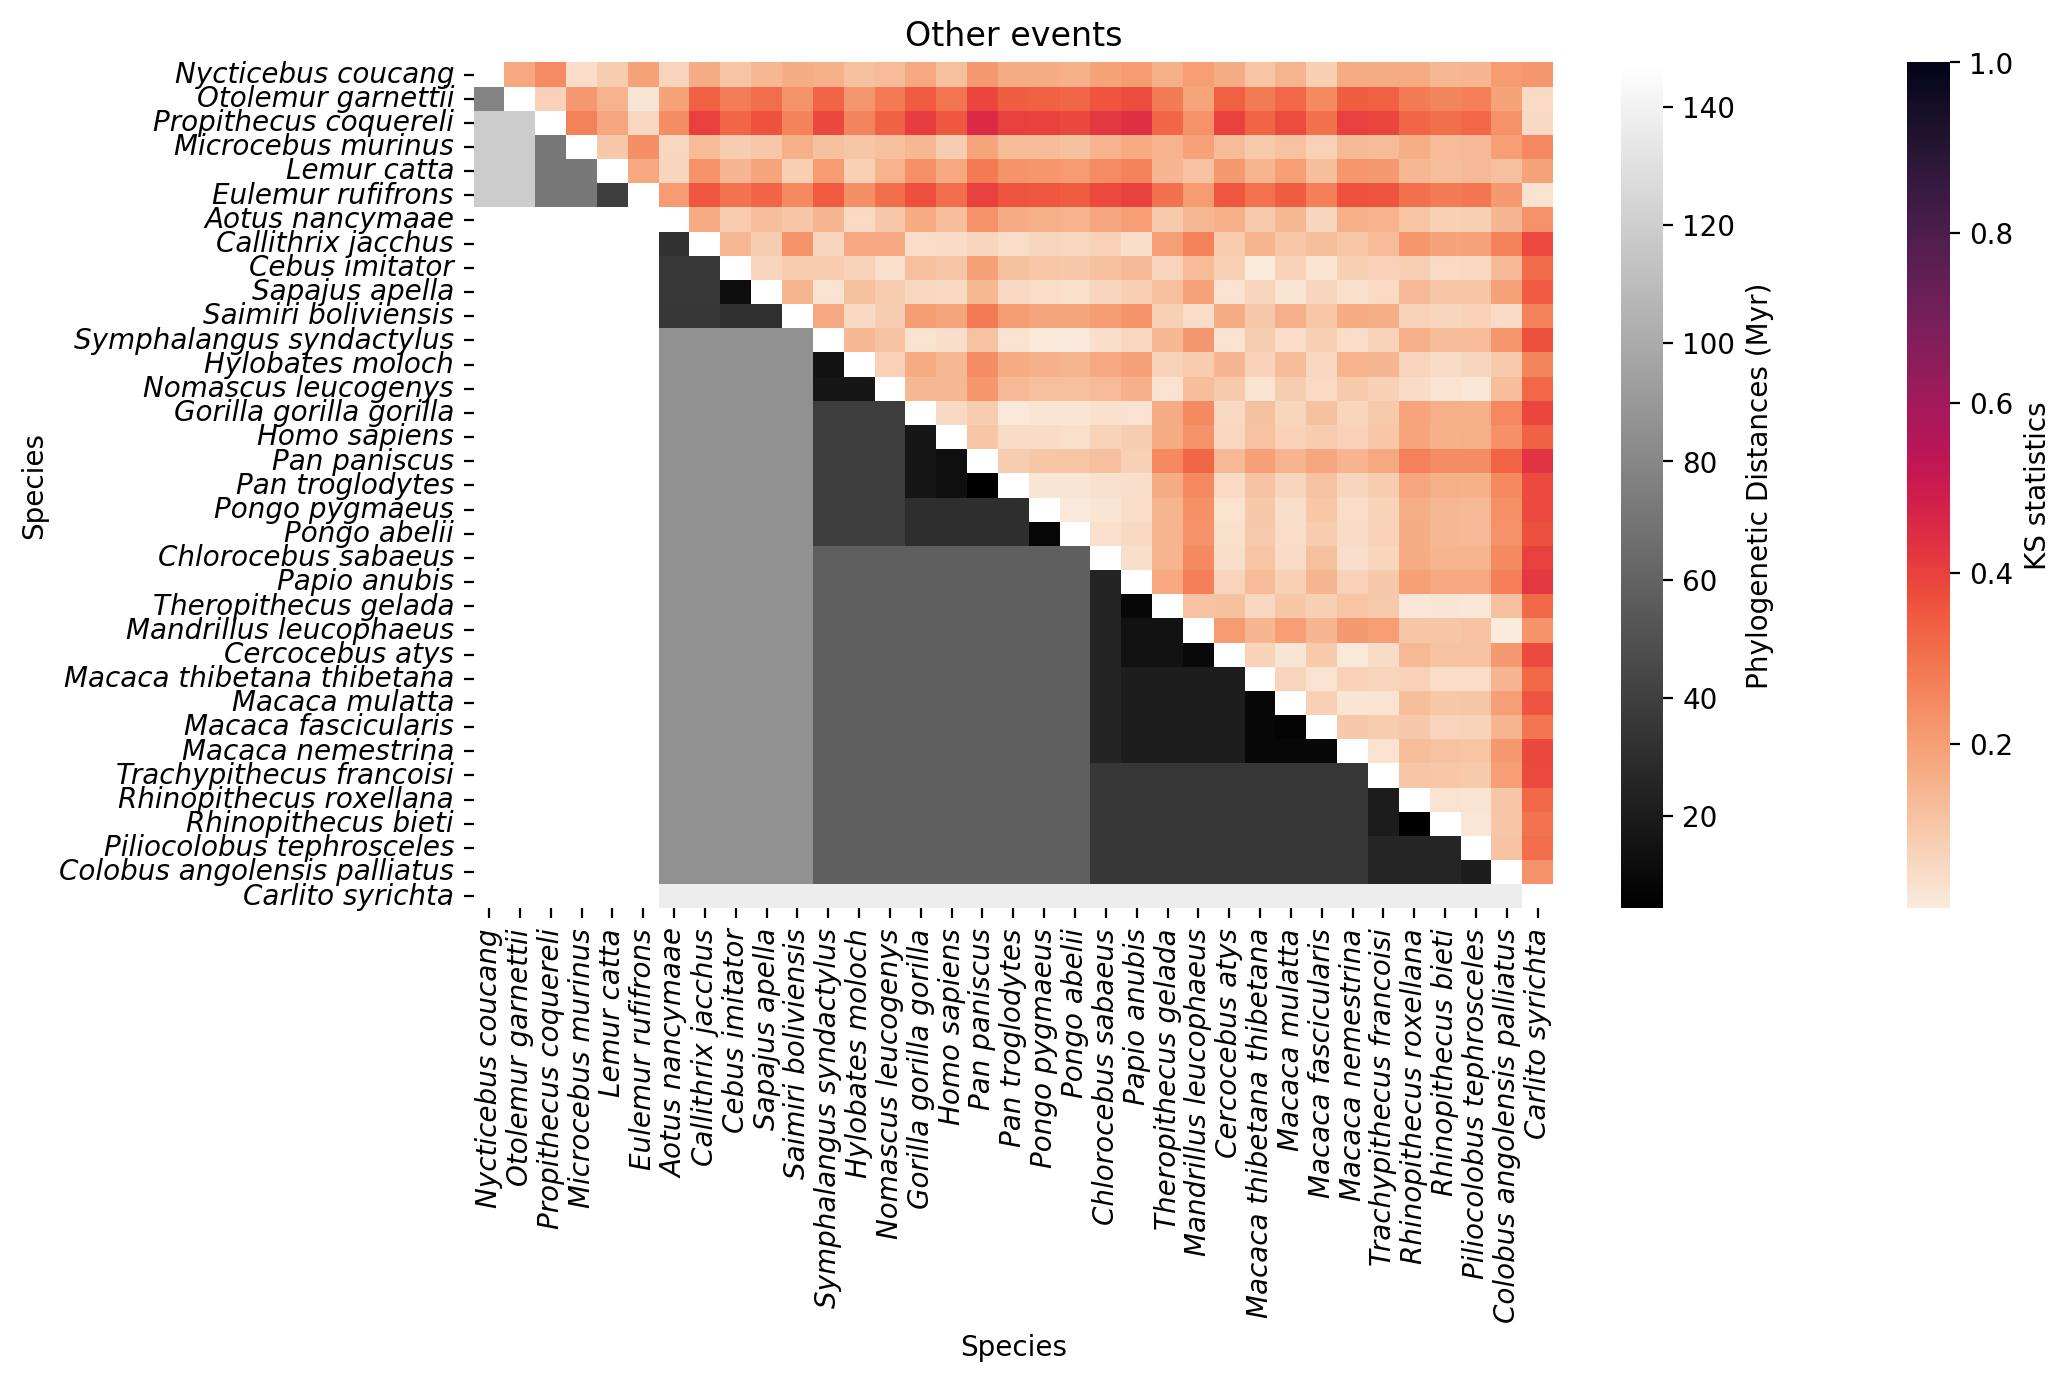 Other events
Nycticebus coucang
Otolemur garnettii
Propithecus coquereli
Microcebus murinus
Lemur catta
Eulemur rufifrons
Aotus nancymaae
Callithrix jacchus
Cebus imitator
Sapajus apella
Saimiri boliviensis
Symphalangus syndactylus
Hylobates moloch
Nomascus leucogenys
Gorilla gorilla gorilla
Homo sapiens
Pan paniscus
Pan troglodytes
Pongo pygmaeus
Pongo abelii
Chlorocebus sabaeus
Papio anubis
Theropithecus gelada
Mandrillus leucophaeus
Cercocebus atys
Macaca thibetana thibetana
Macaca mulatta
Macaca fascicularis
Macaca nemestrina
Trachypithecus francoisi
Rhinopithecus roxellana
Rhinopithecus bieti
Piliocolobus tephrosceles
Colobus angolensis palliatus
Carlito syrichta
Species
Nycticebus coucang
Otolemur garnettii
Propithecus coquereli
Microcebus murinus
Lemur catta
Eulemur rufifrons
Aotus nancymaae
Callithrix jacchus
Cebus imitator
Sapajus apella
Saimiri boliviensis
Symphalangus syndactylus
Hylobates moloch
Nomascus leucogenys
Gorilla gorilla gorilla
Homo sapiens
Pan paniscus
Pan troglodytes
Pongo pygmaeus
Pongo abelii
Chlorocebus sabaeus
Papio anubis
Theropithecus gelada
Mandrillus leucophaeus
Cercocebus atys
Macaca thibetana thibetana
Macaca mulatta
Macaca fascicularis
Macaca nemestrina
Trachypithecus francoisi
Rhinopithecus roxellana
Rhinopithecus bieti
Piliocolobus tephrosceles
Colobus angolensis palliatus
Carlito syrichta
Species
140
120
100
80
60
40
20
Phylogenetic Distances (Myr)
1.0
0.8
0.6
0.4
0.2
KS statistics